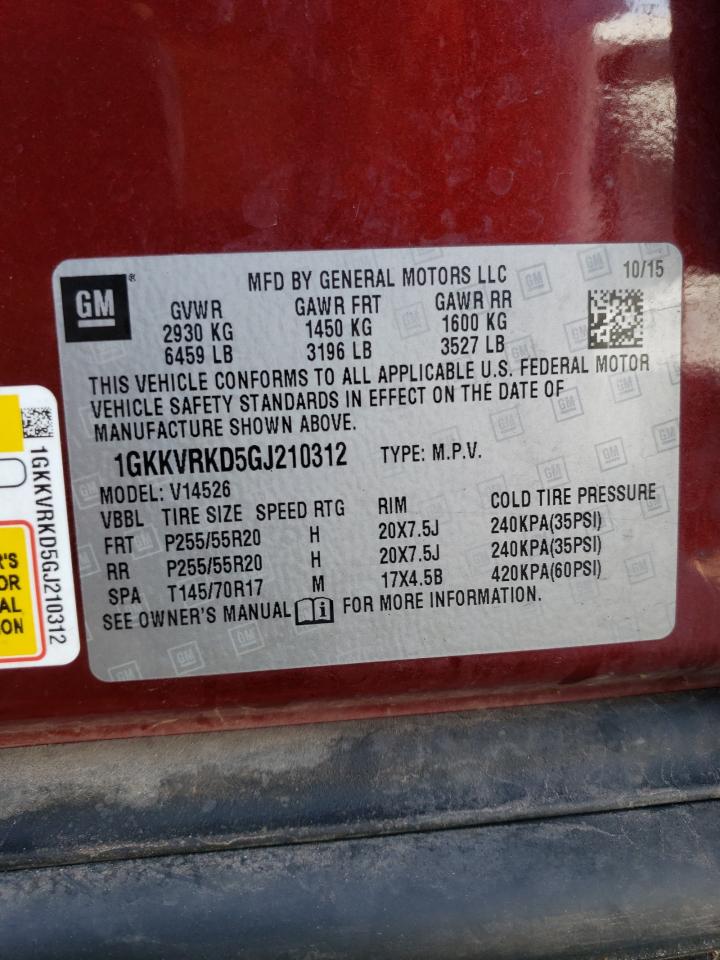 GM ®
MFD BY GENERAL MOTORS LLC 10/15
GVWR GAWR FRT GAWR RR
2930 KG 1450 KG 1600 KG
6459 LB 3196 LB 3527 LB
THIS VEHICLE CONFORMS TO ALL APPLICABLE U.S. FEDERAL MOTOR
VEHICLE SAFETY STANDARDS IN EFFECT ON THE DATE OF
MANUFACTURE SHOWN ABOVE.
1GKKVRKD5GJ210312 TYPE: M.P.V.
MODEL: V14526
VBBL TIRE SIZE SPEED RTG RIM COLD TIRE PRESSURE
FRT P255/55R20 H 20X7.5J 240KPA(35PSI)
RR P255/55R20 H 20X7.5J 240KPA(35PSI)
SPA T145/70R17 M 17X4.5B 420KPA(60PSI)
SEE OWNER'S MANUAL i FOR MORE INFORMATION.
1GKKVRKD5GJ210312
R'S
OR
AL
ON